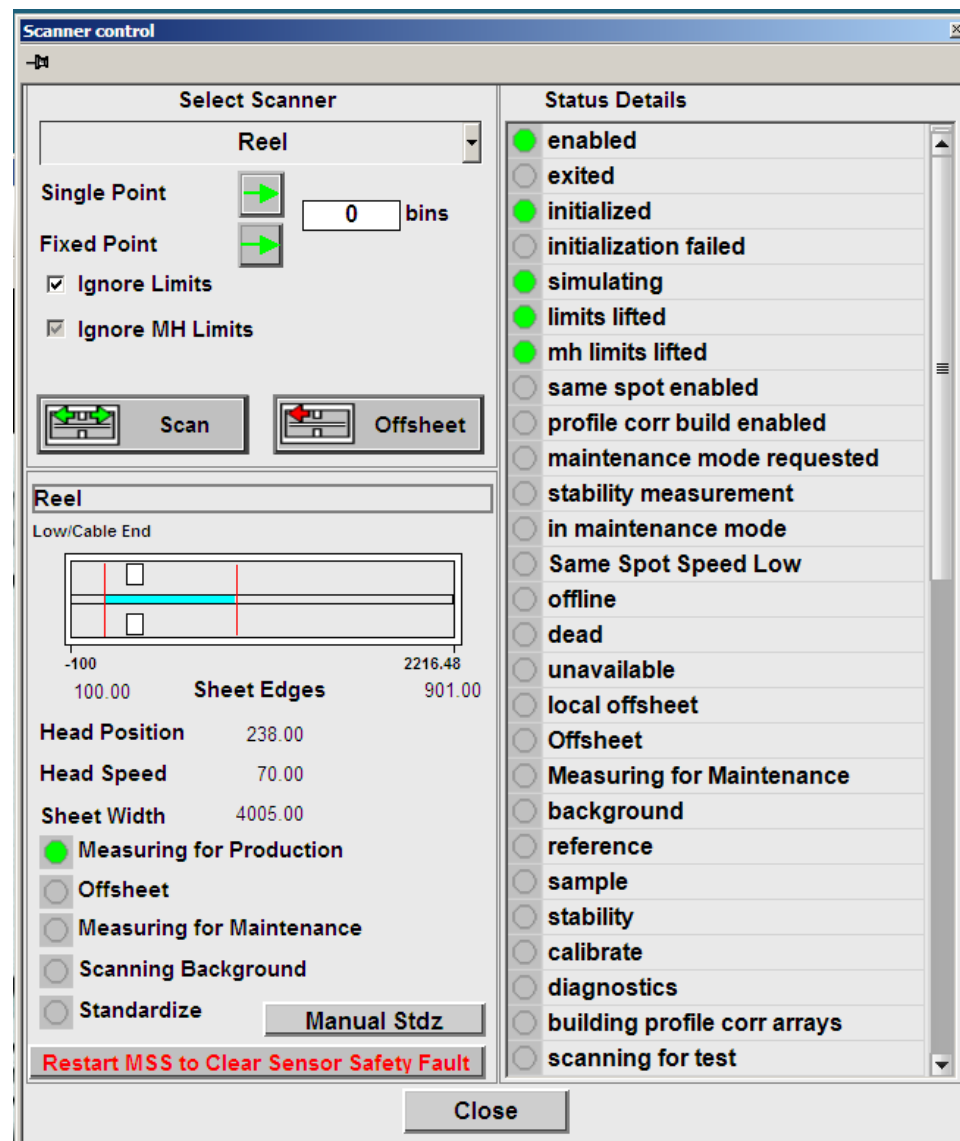 Scanner control
Select Scanner
Reel
Single Point
0 bins
Fixed Point
Ignore Limits
Ignore MH Limits
Scan
Offsheet
Reel
Low/Cable End
-100 2216.48
100.00 Sheet Edges 901.00
Head Position 238.00
Head Speed 70.00
Sheet Width 4005.00
Measuring for Production
Offsheet
Measuring for Maintenance
Scanning Background
Standardize
Manual Stdz
Restart MSS to Clear Sensor Safety Fault
Status Details
enabled
exited
initialized
initialization failed
simulating
limits lifted
mh limits lifted
same spot enabled
profile corr build enabled
maintenance mode requested
stability measurement
in maintenance mode
Same Spot Speed Low
offline
dead
unavailable
local offsheet
Offsheet
Measuring for Maintenance
background
reference
sample
stability
calibrate
diagnostics
building profile corr arrays
scanning for test
Close